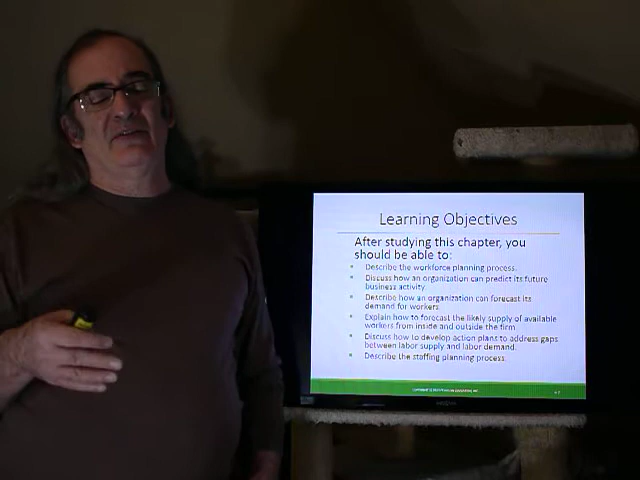 Learning Objectives
After studying this chapter, you
should be able to:
Describe the workforce planning process.
Discuss how an organization can predict its future
business activity.
Describe how an organization can forecast its
demand for workers
Explain how to forecast the likely supply of available
workers from inside and outside the firm
Discuss how to develop action plans to address gaps
between labor supply and labor demand.
Describe the staffing planning process.